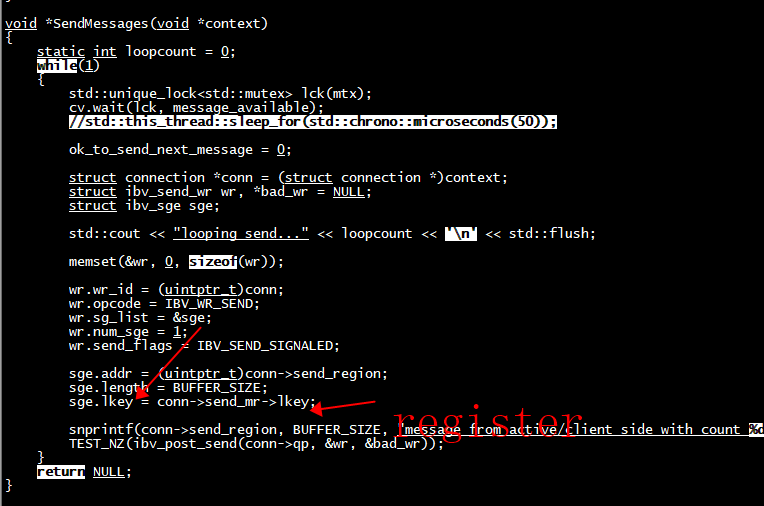 void *SendMessages(void *context)
{
    static int loopcount = 0;
    while(1)
    {
        std::unique_lock<std::mutex> lck(mtx);
        cv.wait(lck, message_available);
        //std::this_thread::sleep_for(std::chrono::microseconds(50));

        ok_to_send_next_message = 0;

        struct connection *conn = (struct connection *)context;
        struct ibv_send_wr wr, *bad_wr = NULL;
        struct ibv_sge sge;

        std::cout << "looping send..." << loopcount << '\n' << std::flush;

        memset(&wr, 0, sizeof(wr));

        wr.wr_id = (uintptr_t)conn;
        wr.opcode = IBV_WR_SEND;
        wr.sg_list = &sge;
        wr.num_sge = 1;
        wr.send_flags = IBV_SEND_SIGNALED;

        sge.addr = (uintptr_t)conn->send_region;
        sge.length = BUFFER_SIZE;
        sge.lkey = conn->send_mr->lkey;
register
        snprintf(conn->send_region, BUFFER_SIZE, "message from active/client side with count %d
        TEST_NZ(ibv_post_send(conn->qp, &wr, &bad_wr));
    }
    return NULL;
}